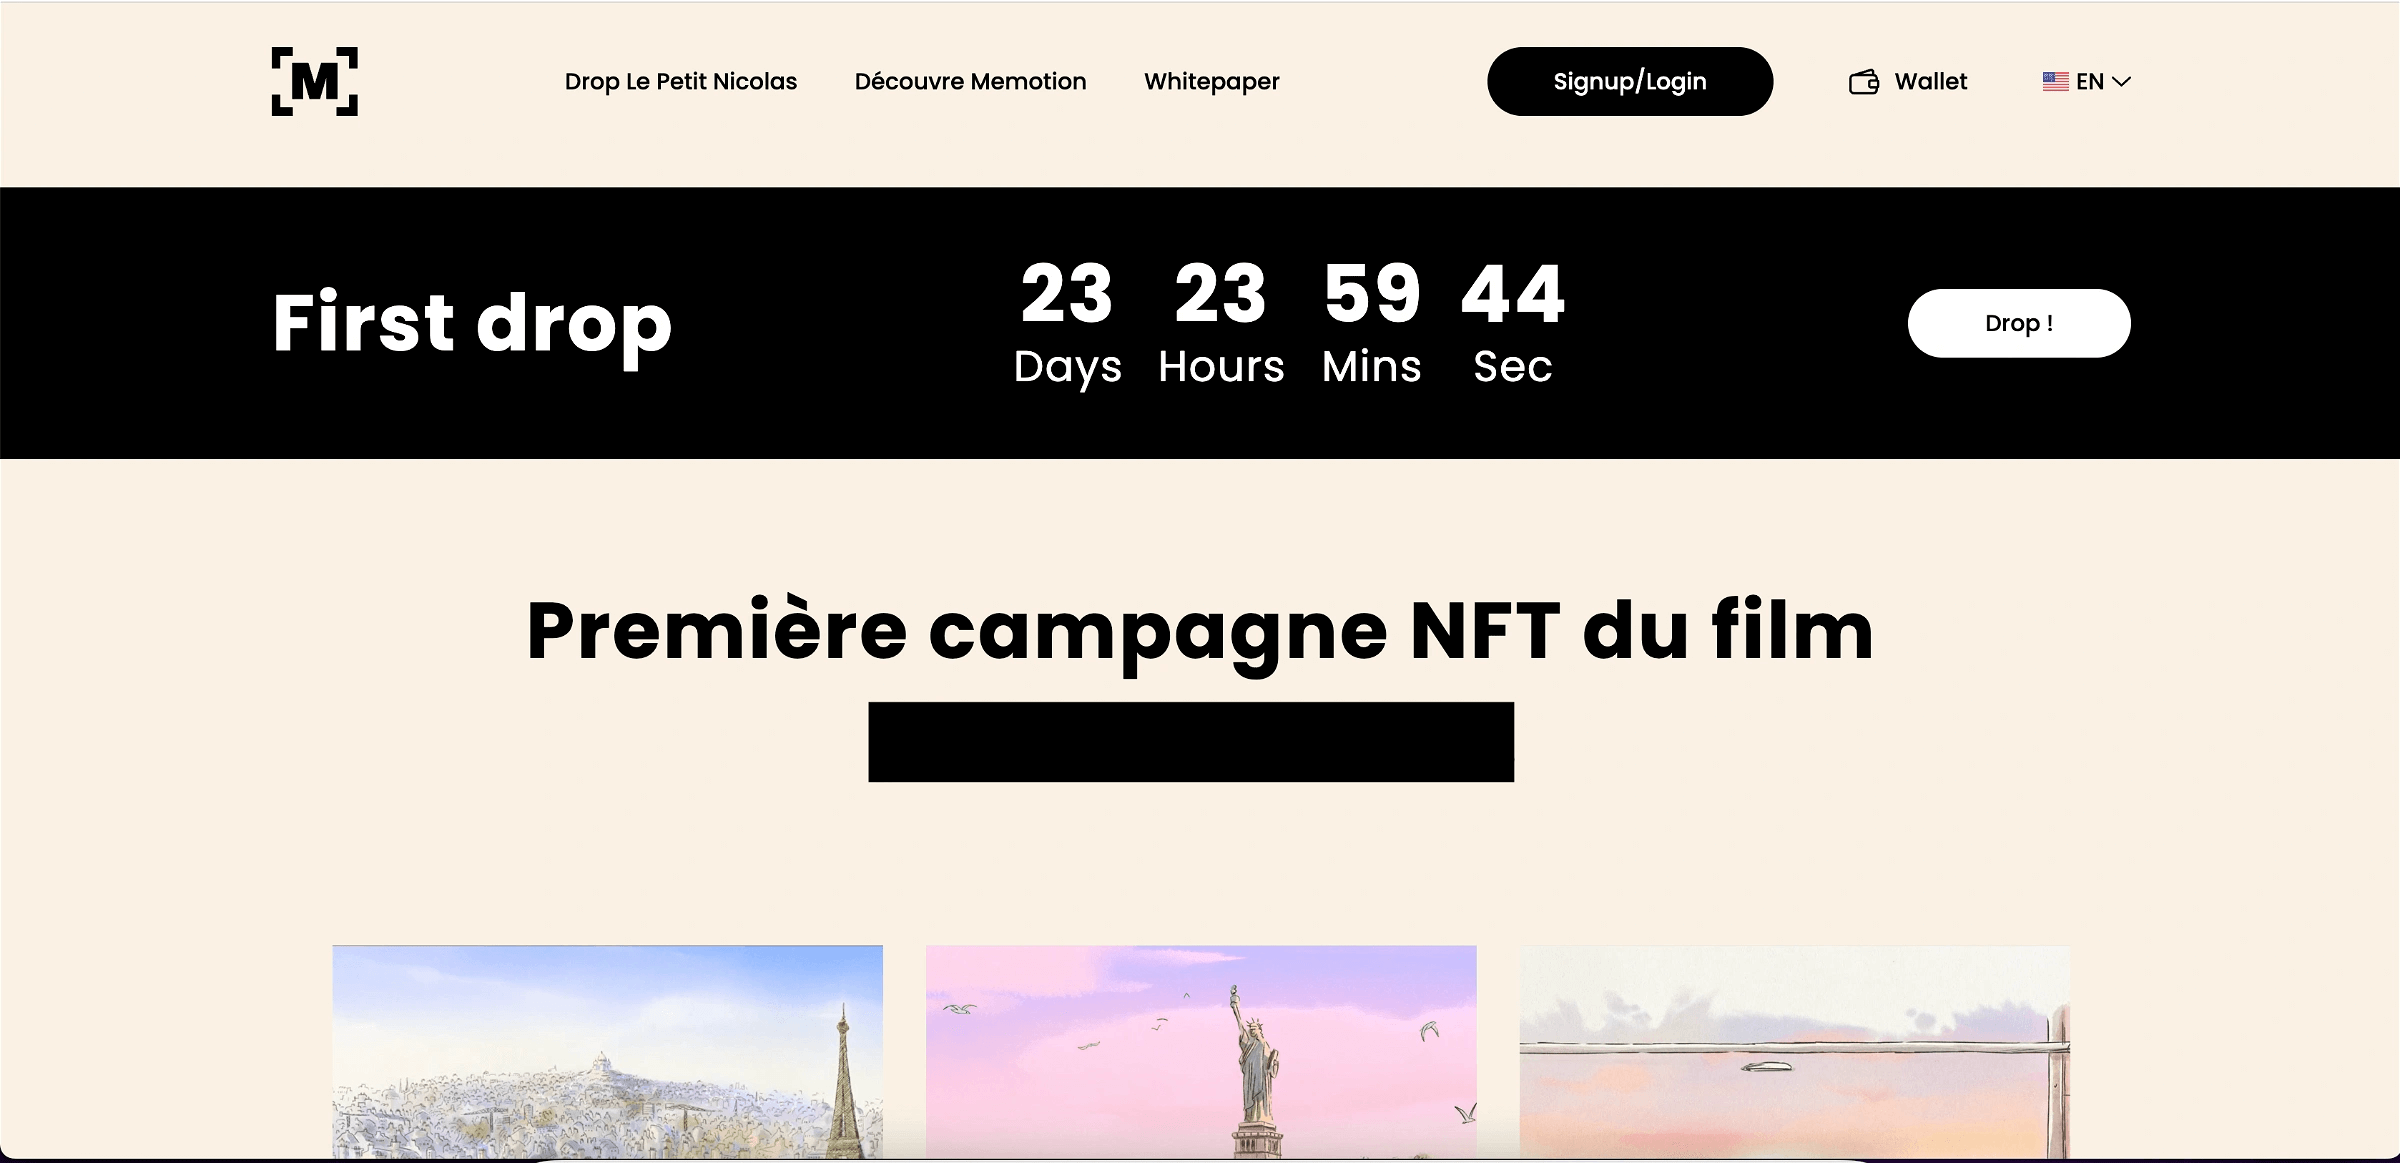 M
Drop Le Petit Nicolas Découvre Memotion Whitepaper Signup/Login Wallet EN
First drop
23 23 59 44
Days Hours Mins Sec
Drop !
Première campagne NFT du film